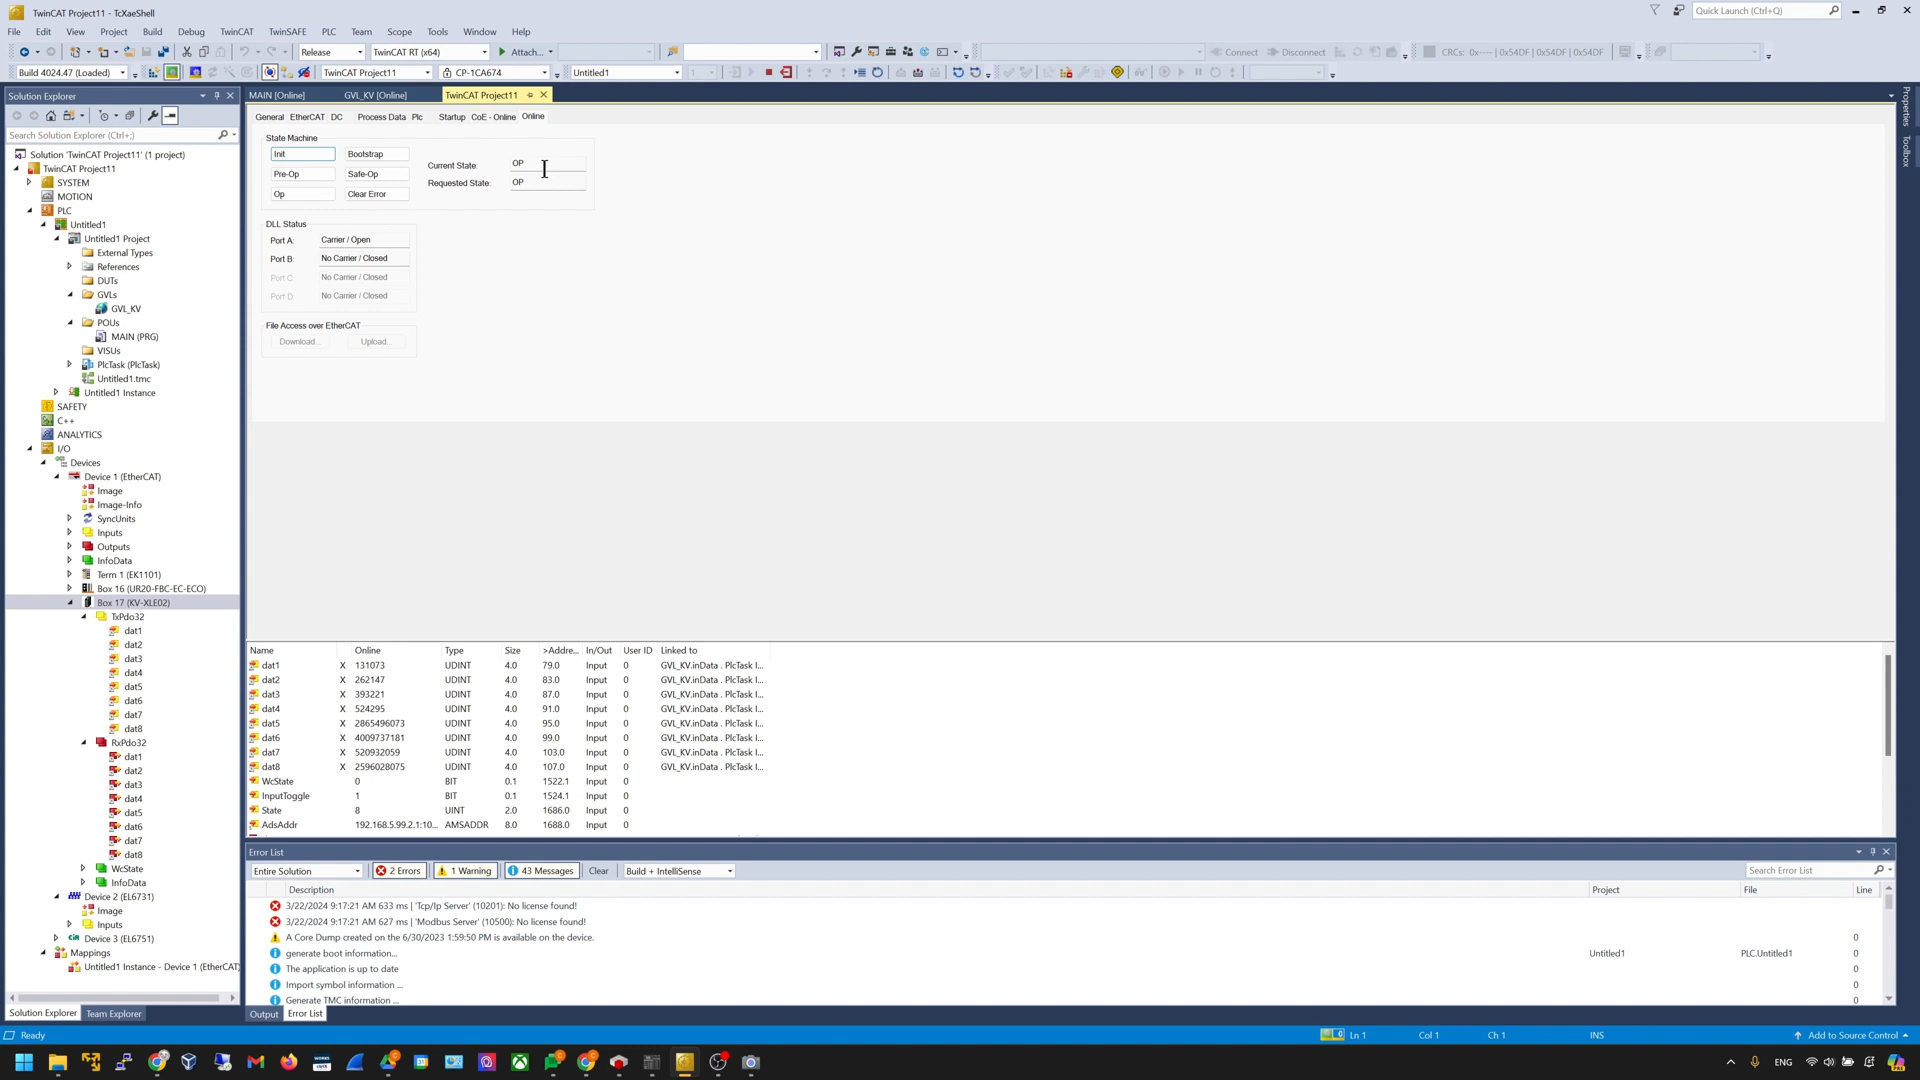 TwinCAT Project11 - TcXaeShell
Quick Launch (Ctrl+Q)
File Edit View Project Build Debug TwinCAT TwinSAFE PLC Team Scope Tools Window Help
Release TwinCAT RT (x64) Attach... Connect Disconnect CRCs: 0x---- | 0x54DF | 0x54DF | 0x54DF
Build 4024.47 (Loaded) TwinCAT Project11 CP-1CA674 Untitled1 1
Solution Explorer
MAIN [Online] GVL_KV [Online] TwinCAT Project11
Properties
Toolbox
Search Solution Explorer (Ctrl+;)
Solution 'TwinCAT Project11' (1 project)
TwinCAT Project11
SYSTEM
MOTION
PLC
Untitled1
Untitled1 Project
External Types
References
DUTs
GVLs
GVL_KV
POUs
MAIN (PRG)
VISUs
PlcTask (PlcTask)
Untitled1.tmc
Untitled1 Instance
SAFETY
C++
ANALYTICS
I/O
Devices
Device 1 (EtherCAT)
Image
Image-Info
SyncUnits
Inputs
Outputs
InfoData
Term 1 (EK1101)
Box 16 (UR20-FBC-EC-ECO)
Box 17 (KV-XLE02)
TxPdo32
dat1
dat2
dat3
dat4
dat5
dat6
dat7
dat8
RxPdo32
dat1
dat2
dat3
dat4
dat5
dat6
dat7
dat8
WcState
InfoData
Device 2 (EL6731)
Image
Inputs
Device 3 (EL6751)
Mappings
Untitled1 Instance - Device 1 (EtherCAT)
Solution Explorer Team Explorer
General EtherCAT DC Process Data Plc Startup CoE - Online Online
State Machine
Init Bootstrap
Pre-Op Safe-Op
Op Clear Error
Current State: OP
Requested State: OP
DLL Status
Port A: Carrier / Open
Port B: No Carrier / Closed
Port C: No Carrier / Closed
Port D: No Carrier / Closed
File Access over EtherCAT
Download... Upload...
Name Online Type Size >Addre... In/Out User ID Linked to
dat1 X 131073 UDINT 4.0 79.0 Input 0 GVL_KV.inData . PlcTask I...
dat2 X 262147 UDINT 4.0 83.0 Input 0 GVL_KV.inData . PlcTask I...
dat3 X 393221 UDINT 4.0 87.0 Input 0 GVL_KV.inData . PlcTask I...
dat4 X 524295 UDINT 4.0 91.0 Input 0 GVL_KV.inData . PlcTask I...
dat5 X 2865496073 UDINT 4.0 95.0 Input 0 GVL_KV.inData . PlcTask I...
dat6 X 4009737181 UDINT 4.0 99.0 Input 0 GVL_KV.inData . PlcTask I...
dat7 X 520932059 UDINT 4.0 103.0 Input 0 GVL_KV.inData . PlcTask I...
dat8 X 2596028075 UDINT 4.0 107.0 Input 0 GVL_KV.inData . PlcTask I...
WcState 0 BIT 0.1 1522.1 Input 0
InputToggle 1 BIT 0.1 1524.1 Input 0
State 8 UINT 2.0 1686.0 Input 0
AdsAddr 192.168.5.99.2.1:10... AMSADDR 8.0 1688.0 Input 0
Error List
Entire Solution 2 Errors 1 Warning 43 Messages Clear Build + IntelliSense Search Error List
Description Project File Line
3/22/2024 9:17:21 AM 633 ms | 'Tcp/Ip Server' (10201): No license found!
3/22/2024 9:17:21 AM 627 ms | 'Modbus Server' (10500): No license found!
A Core Dump created on the 6/30/2023 1:59:50 PM is available on the device. 0
generate boot information... Untitled1 PLC.Untitled1 0
The application is up to date 0
Import symbol information ... 0
Generate TMC information ... 0
Output Error List
Ready Ln 1 Col 1 Ch 1 INS Add to Source Control
ENG